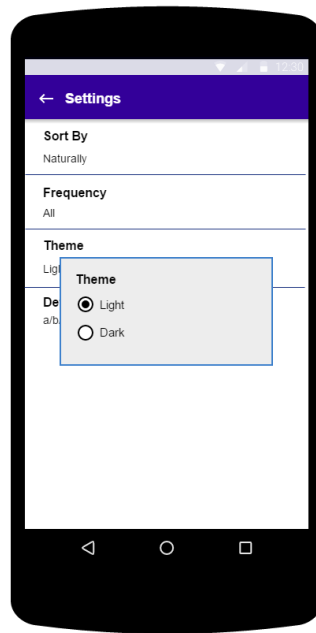 12:30
← Settings
Sort By
Naturally
Frequency
All
Theme
Theme
Light
Dark
a/b